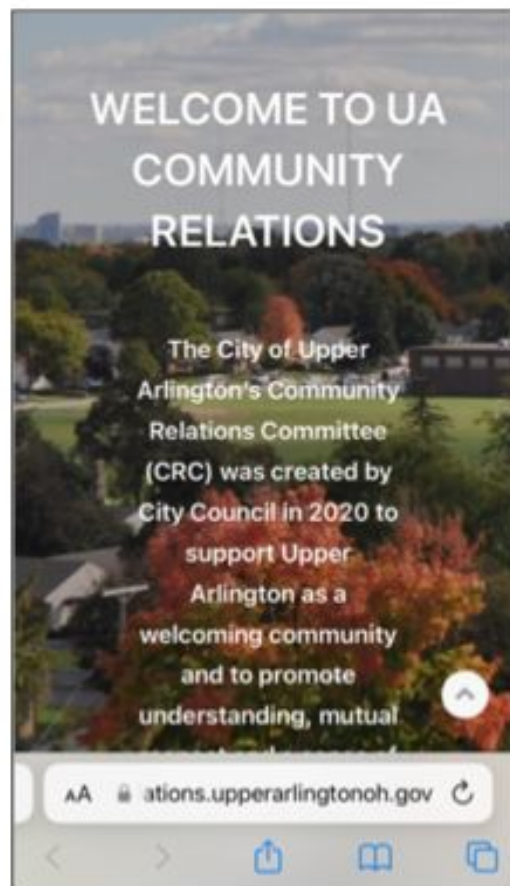 WELCOME TO UA
COMMUNITY
RELATIONS
The City of Upper
Arlington's Community
Relations Committee
(CRC) was created by
City Council in 2020 to
support Upper
Arlington as a
welcoming community
and to promote
understanding, mutual
AA ations.upperarlingtonoh.gov